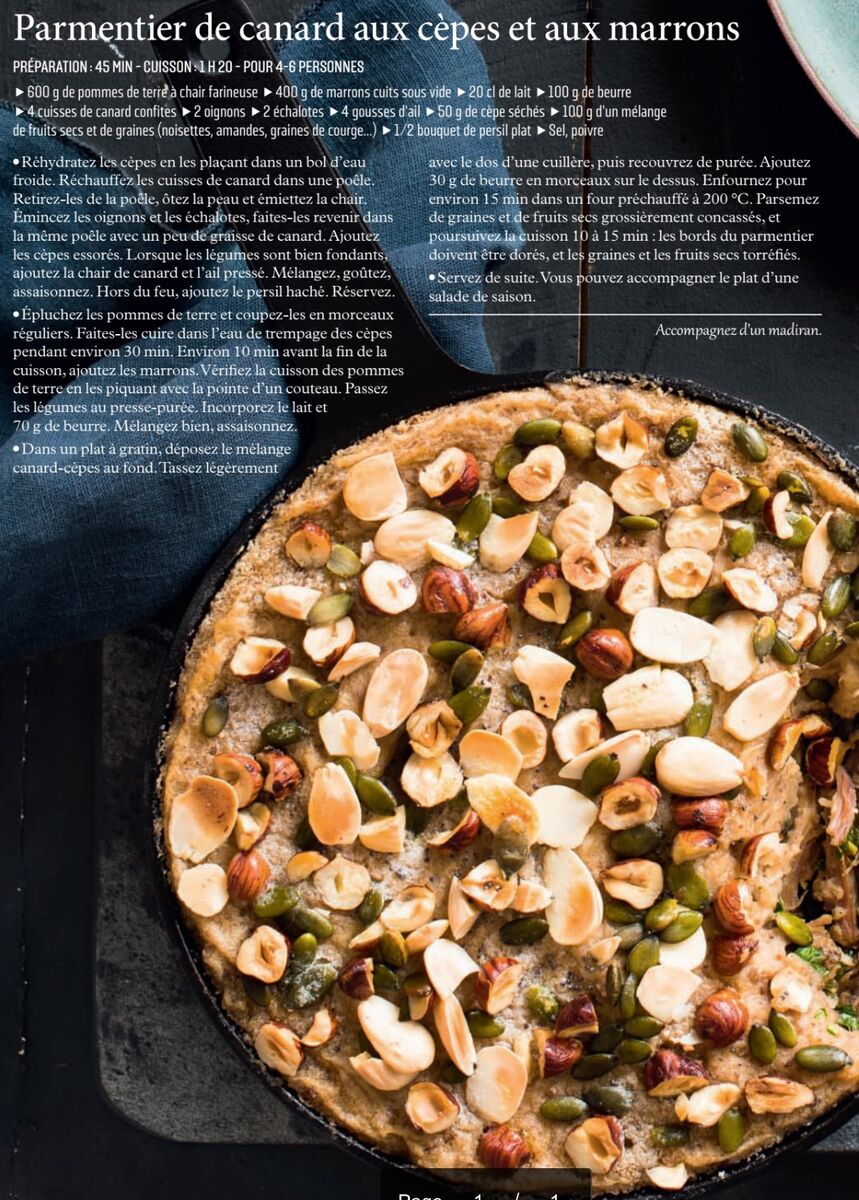 Parmentier de canard aux cèpes et aux marrons
PRÉPARATION : 45 MIN - CUISSON : 1 H 20 - POUR 4-6 PERSONNES
▶ 600 g de pommes de terre à chair farineuse ▶ 400 g de marrons cuits sous vide ▶ 20 cl de lait ▶ 100 g de beurre
▶ 4 cuisses de canard confites ▶ 2 oignons ▶ 2 échalotes ▶ 4 gousses d'ail ▶ 50 g de cèpe séchés ▶ 100 g d'un mélange
de fruits secs et de graines (noisettes, amandes, graines de courge...) ▶ 1/2 bouquet de persil plat ▶ Sel, poivre
• Réhydratez les cèpes en les plaçant dans un bol d'eau
froide. Réchauffez les cuisses de canard dans une poêle.
Retirez-les de la poêle, ôtez la peau et émiettez la chair.
Émincez les oignons et les échalotes, faites-les revenir dans
la même poêle avec un peu de graisse de canard. Ajoutez
les cèpes essorés. Lorsque les légumes sont bien fondants,
ajoutez la chair de canard et l'ail pressé. Mélangez, goûtez,
assaisonnez. Hors du feu, ajoutez le persil haché. Réservez.
• Épluchez les pommes de terre et coupez-les en morceaux
réguliers. Faites-les cuire dans l'eau de trempage des cèpes
pendant environ 30 min. Environ 10 min avant la fin de la
cuisson, ajoutez les marrons. Vérifiez la cuisson des pommes
de terre en les piquant avec la pointe d'un couteau. Passez
les légumes au presse-purée. Incorporez le lait et
70 g de beurre. Mélangez bien, assaisonnez.
• Dans un plat à gratin, déposez le mélange
canard-cèpes au fond. Tassez légèrement
avec le dos d'une cuillère, puis recouvrez de purée. Ajoutez
30 g de beurre en morceaux sur le dessus. Enfournez pour
environ 15 min dans un four préchauffé à 200 °C. Parsemez
de graines et de fruits secs grossièrement concassés, et
poursuivez la cuisson 10 à 15 min : les bords du parmentier
doivent être dorés, et les graines et les fruits secs torréfiés.
• Servez de suite. Vous pouvez accompagner le plat d'une
salade de saison.
Accompagnez d'un madiran.
Page 1 / 1